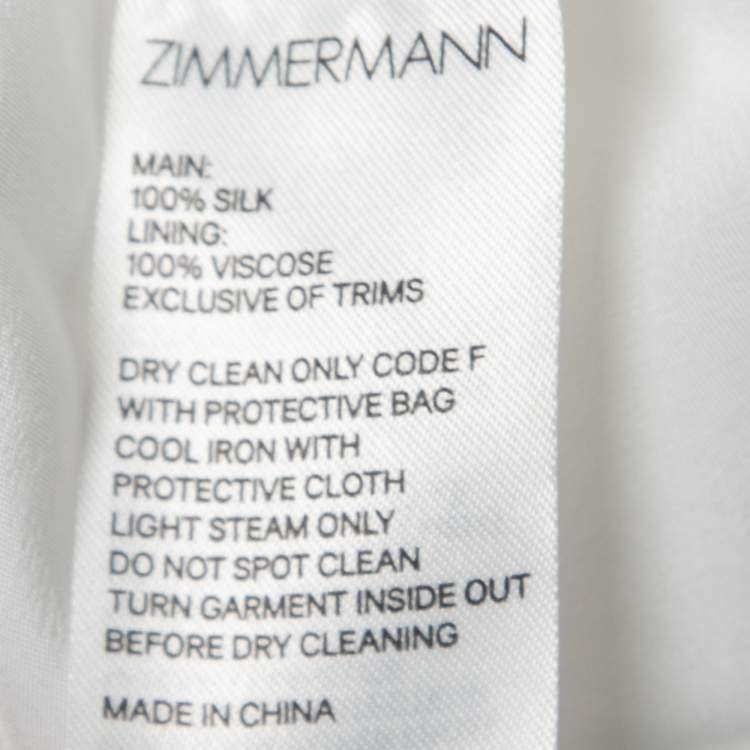 ZIMMERMANN
MAIN:
100% SILK
LINING:
100% VISCOSE
EXCLUSIVE OF TRIMS
DRY CLEAN ONLY CODE F
WITH PROTECTIVE BAG
COOL IRON WITH
PROTECTIVE CLOTH
LIGHT STEAM ONLY
DO NOT SPOT CLEAN
TURN GARMENT INSIDE OUT
BEFORE DRY CLEANING
MADE IN CHINA